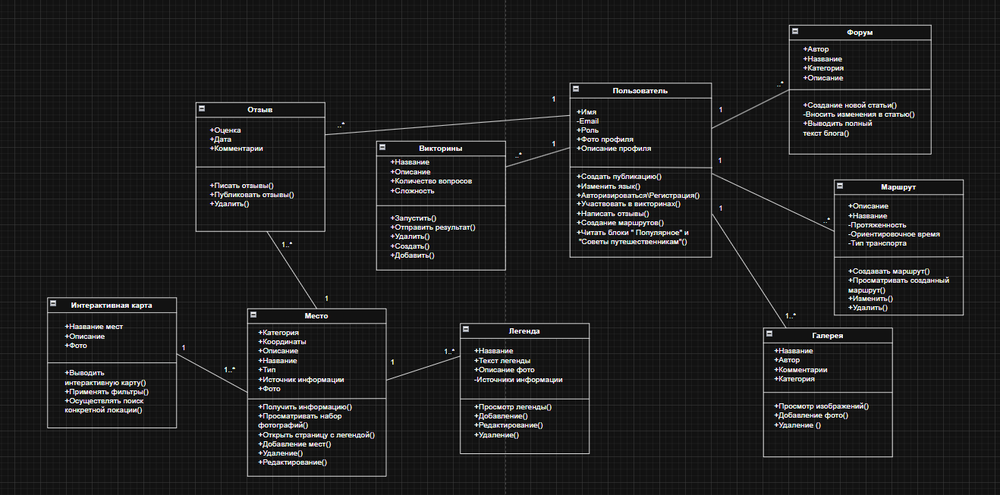 Форум
+Автор
+Название
+Категория
+Описание
+Создание новой статьи()
-Вносить изменения в статью()
+Выводить полный
текст блога()
..*
1
Пользователь
+Имя
-Email
+Роль
+Фото профиля
+Описание профиля
+Создать публикацию()
+Изменить язык()
+Авторизироваться\Регистрация()
+Участвовать в викторинах()
+Написать отзывы()
+Создание маршрутов()
+Читать блоки " Популярное" и
"Советы путешественникам"()
1
..*
Отзыв
+Оценка
+Дата
+Комментарии
+Писать отзывы()
+Публиковать отзывы()
+Удалить()
1
..*
Викторины
+Название
+Описание
+Количество вопросов
+Сложность
+Запустить()
+Отправить результат()
+Удалить()
+Создать()
+Добавить()
1
..*
Маршрут
+Описание
+Название
-Протяженность
-Ориентировочное время
-Тип транспорта
+Создавать маршрут()
+Просматривать созданный
маршрут()
+Изменить()
+Удалить()
1
1..*
Галерея
+Название
+Автор
+Комментарии
+Категория
+Просмотр изображений()
+Добавление фото()
+Удаление ()
1..*
1
Интерактивная карта
+Название мест
+Описание
+Фото
+Выводить
интерактивную карту()
+Применять фильтры()
+Осуществлять поиск
конкретной локации()
1
1..*
Место
+Категория
+Координаты
+Описание
+Название
+Тип
+Источник информации
+Фото
+Получить информацию()
+Просматривать набор
фотографий()
+Открыть страницу с легендой()
+Добавление мест()
+Удаление()
+Редактирование()
1
1..*
Легенда
+Название
+Текст легенды
+Описание фото
-Источники информации
+Просмотр легенды()
+Добавление()
+Редактирование()
+Удаление()